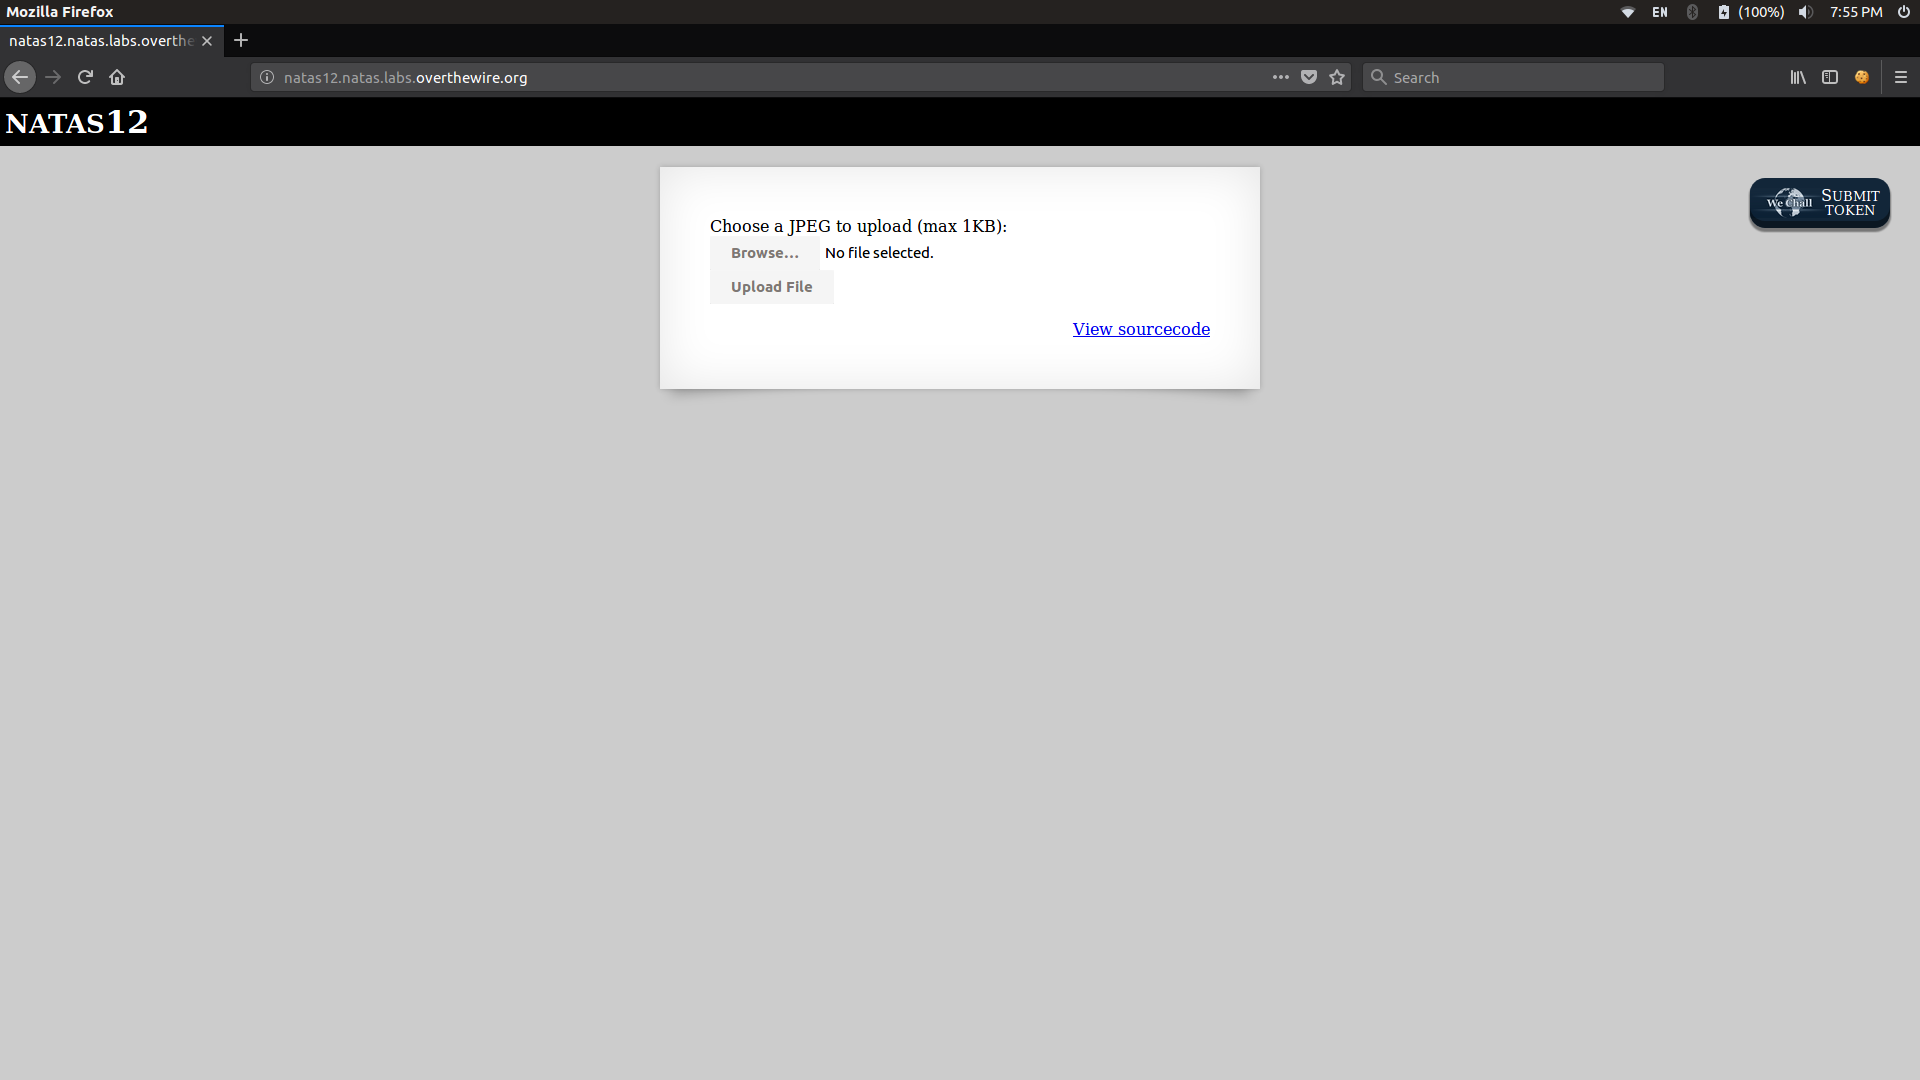 Mozilla Firefox
EN
(100%)
7:55 PM
natas12.natas.labs.overthe
natas12.natas.labs.overthewire.org
Search
NATAS12
We Chall
SUBMIT
TOKEN
Choose a JPEG to upload (max 1KB):
Browse... No file selected.
Upload File
View sourcecode